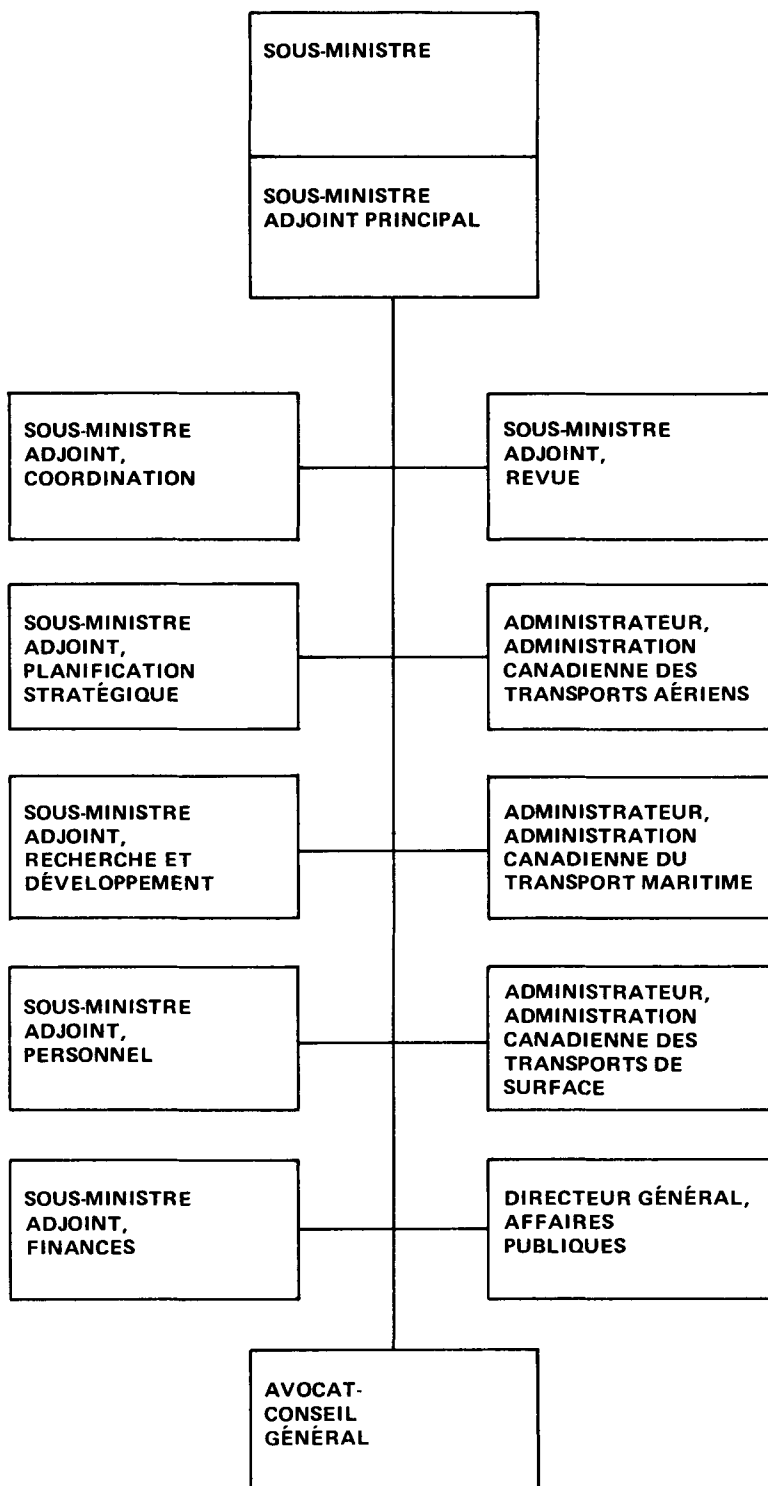 SOUS-MINISTRE
SOUS-MINISTRE
ADJOINT PRINCIPAL
SOUS-MINISTRE
ADJOINT,
COORDINATION
SOUS-MINISTRE
ADJOINT,
REVUE
SOUS-MINISTRE
ADJOINT,
PLANIFICATION
STRATÉGIQUE
ADMINISTRATEUR,
ADMINISTRATION
CANADIENNE DES
TRANSPORTS AÉRIENS
SOUS-MINISTRE
ADJOINT,
RECHERCHE ET
DÉVELOPPEMENT
ADMINISTRATEUR,
ADMINISTRATION
CANADIENNE DU
TRANSPORT MARITIME
SOUS-MINISTRE
ADJOINT,
PERSONNEL
ADMINISTRATEUR,
ADMINISTRATION
CANADIENNE DES
TRANSPORTS DE
SURFACE
SOUS-MINISTRE
ADJOINT,
FINANCES
DIRECTEUR GÉNÉRAL,
AFFAIRES
PUBLIQUES
AVOCAT-
CONSEIL
GÉNÉRAL